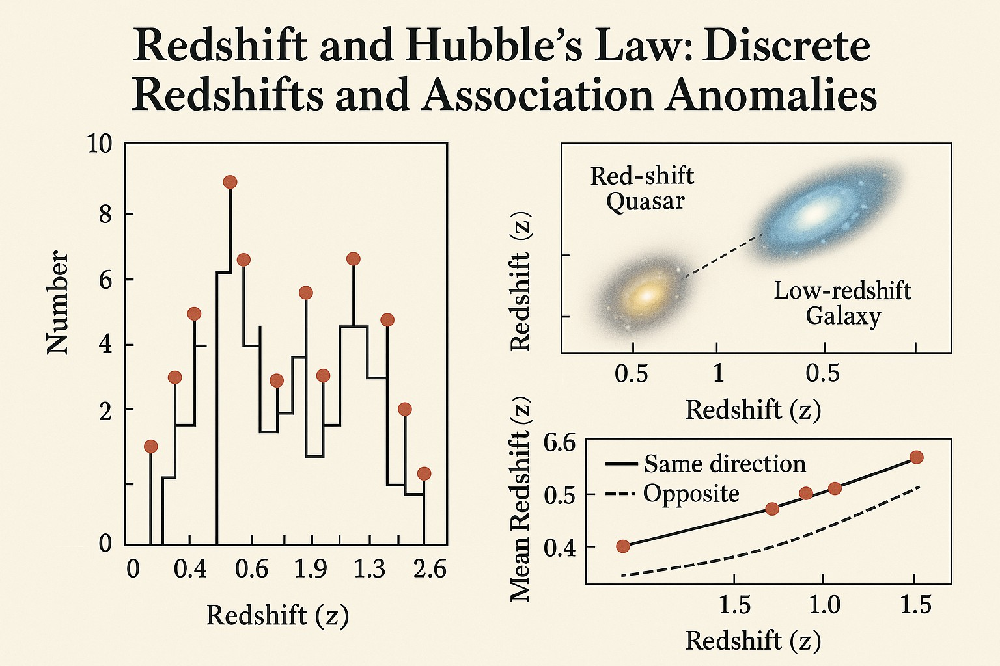 Redshift and Hubble’s Law: Discrete
Redshifts and Association Anomalies
10
8
6
4
2
0
Number
0 0.4 0.6 1.9 1.3 2.6
Redshift (z)
Red-shift
Quasar
Low-redshift
Galaxy
Redshift (z)
0.5 1 0.5
Redshift (z)
Mean Redshift (z)
6.6
0.5
0.4
Same direction
Opposite
1.5 1.0 1.5
Redshift (z)